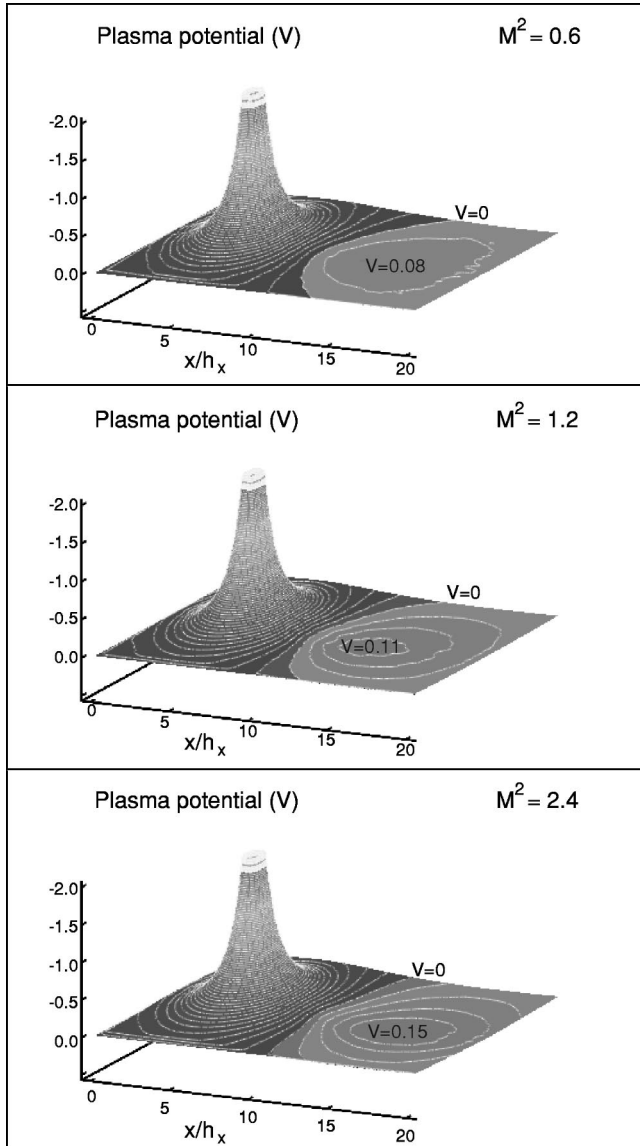 Plasma potential (V) M² = 0.6
-2.0
-1.5
-1.0
V=0
-0.5
V=0.08
0.0
0 5 10 15 20
x/hₓ
Plasma potential (V) M² = 1.2
-2.0
-1.5
-1.0
V=0
-0.5
V=0.11
0.0
0 5 10 15 20
x/hₓ
Plasma potential (V) M² = 2.4
-2.0
-1.5
-1.0
V=0
-0.5
V=0.15
0.0
0 5 10 15 20
x/hₓ